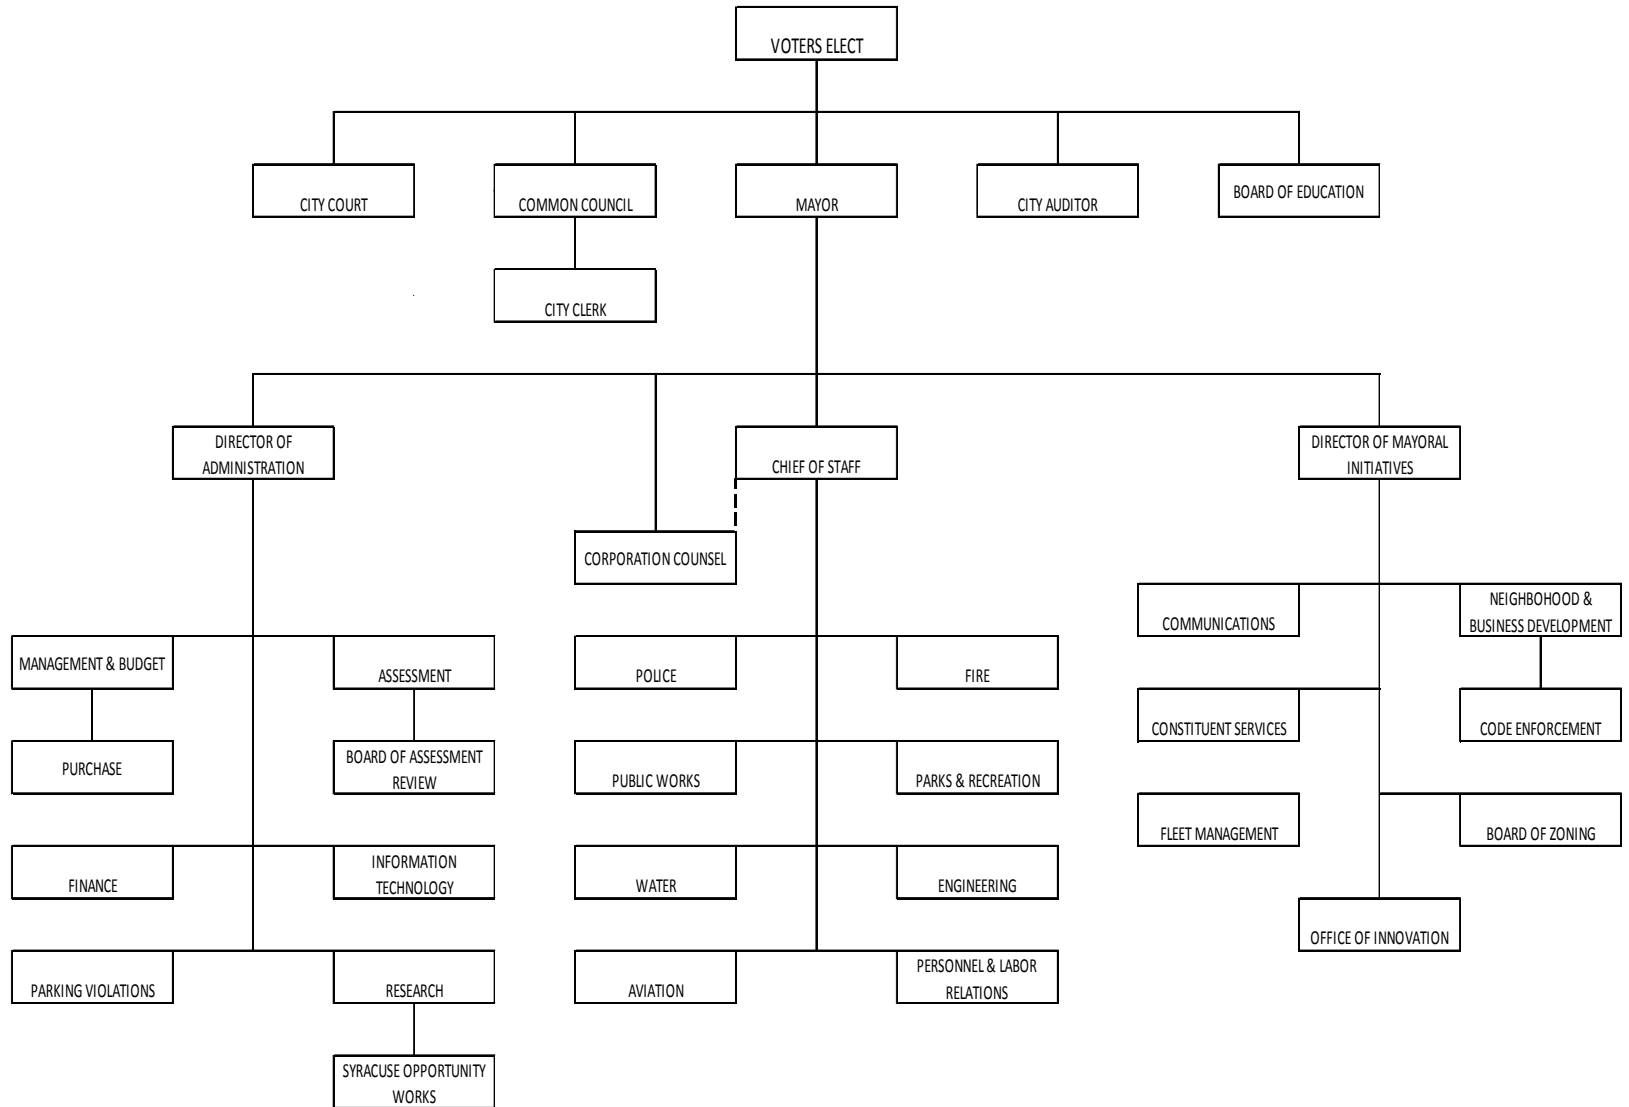 VOTERS ELECT
CITY COURT
COMMON COUNCIL
MAYOR
CITY AUDITOR
BOARD OF EDUCATION
CITY CLERK
DIRECTOR OF
ADMINISTRATION
CHIEF OF STAFF
DIRECTOR OF MAYORAL
INITIATIVES
CORPORATION COUNSEL
MANAGEMENT & BUDGET
ASSESSMENT
PURCHASE
BOARD OF ASSESSMENT
REVIEW
FINANCE
INFORMATION
TECHNOLOGY
PARKING VIOLATIONS
RESEARCH
SYRACUSE OPPORTUNITY
WORKS
POLICE
FIRE
PUBLIC WORKS
PARKS & RECREATION
WATER
ENGINEERING
AVIATION
PERSONNEL & LABOR
RELATIONS
COMMUNICATIONS
NEIGHBOHOOD &
BUSINESS DEVELOPMENT
CONSTITUENT SERVICES
CODE ENFORCEMENT
FLEET MANAGEMENT
BOARD OF ZONING
OFFICE OF INNOVATION